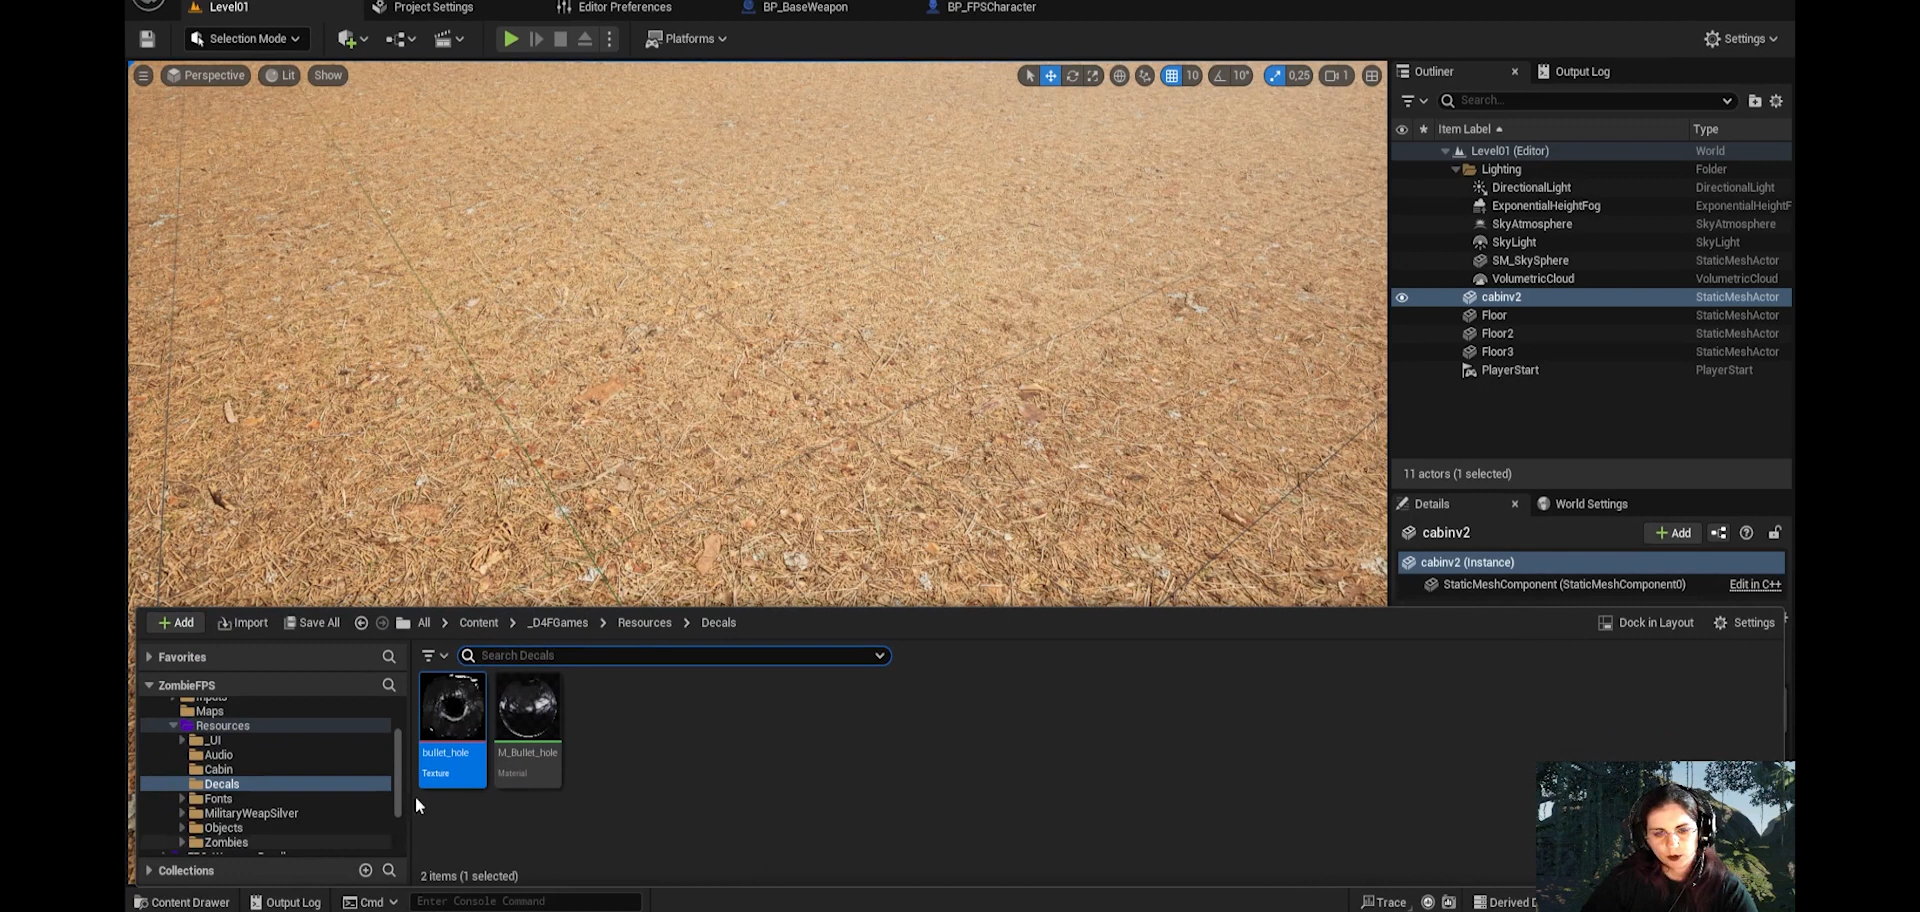 Level01
Project Settings
Editor Preferences
BP_BaseWeapon
BP_FPSCharacter
Selection Mode
Platforms
Settings
Perspective
Lit
Show
10
10°
0,25
1
Outliner
Output Log
Search...
Item Label
Type
Level01 (Editor)
World
Lighting
Folder
DirectionalLight
DirectionalLight
ExponentialHeightFog
ExponentialHeightF
SkyAtmosphere
SkyAtmosphere
SkyLight
SkyLight
SM_SkySphere
StaticMeshActor
VolumetricCloud
VolumetricCloud
cabinv2
StaticMeshActor
Floor
StaticMeshActor
Floor2
StaticMeshActor
Floor3
StaticMeshActor
PlayerStart
PlayerStart
11 actors (1 selected)
Details
World Settings
cabinv2
Add
cabinv2 (Instance)
StaticMeshComponent (StaticMeshComponent0)
Edit in C++
Add
Import
Save All
All
Content
_D4FGames
Resources
Decals
Dock in Layout
Settings
Favorites
Search Decals
ZombieFPS
Maps
Resources
_UI
Audio
Cabin
Decals
Fonts
MilitaryWeapSilver
Objects
Zombies
Collections
bullet_hole
Texture
M_Bullet_hole
Material
2 items (1 selected)
Content Drawer
Output Log
Cmd
Enter Console Command
Trace
Derived D